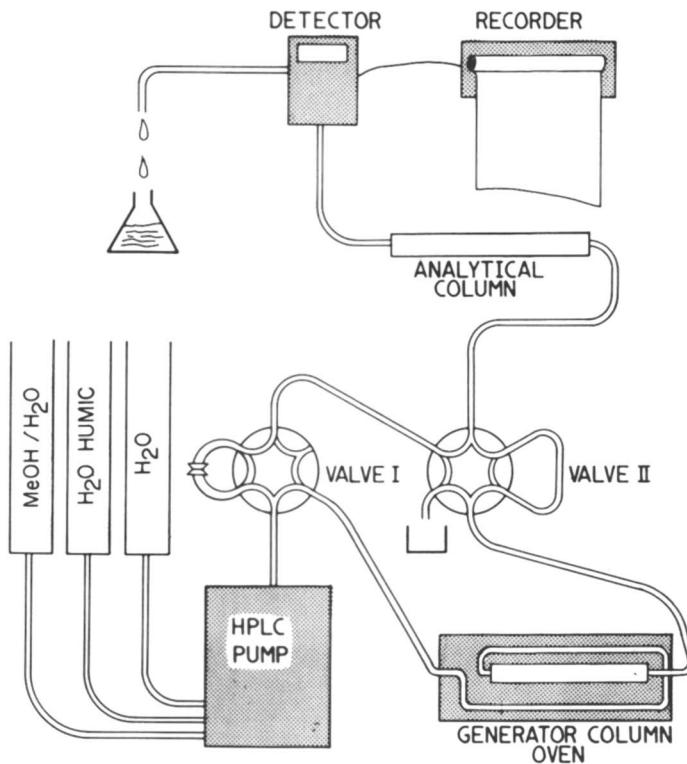 DETECTOR
RECORDER
ANALYTICAL
COLUMN
MeOH / H₂O
H₂O HUMIC
H₂O
VALVE I
VALVE II
HPLC
PUMP
GENERATOR COLUMN
OVEN